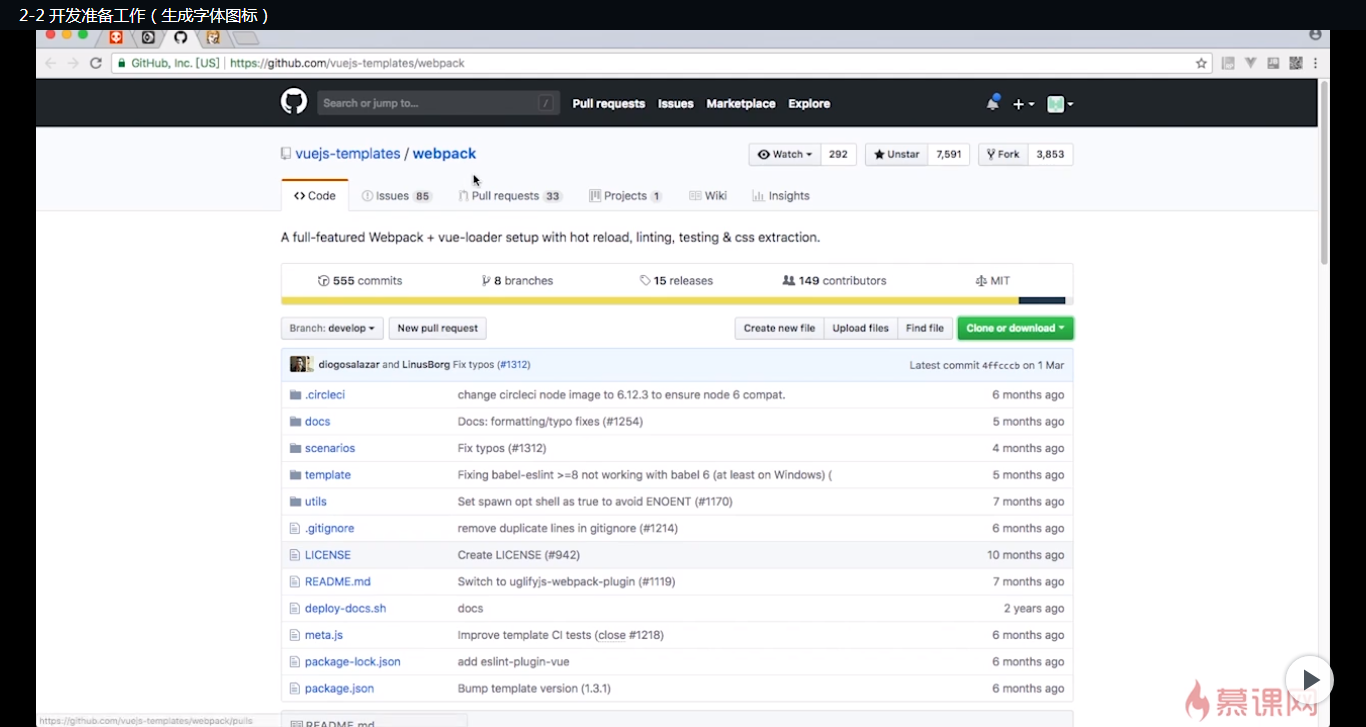 2-2 开发准备工作 ( 生成字体图标 )
GitHub, Inc. [US] | https://github.com/vuejs-templates/webpack
Search or jump to... / Pull requests Issues Marketplace Explore
vuejs-templates / webpack Watch 292 Unstar 7,591 Fork 3,853
Code Issues 85 Pull requests 33 Projects 1 Wiki Insights
A full-featured Webpack + vue-loader setup with hot reload, linting, testing & css extraction.
555 commits 8 branches 15 releases 149 contributors MIT
Branch: develop New pull request Create new file Upload files Find file Clone or download
diogosalazar and LinusBorg Fix typos (#1312) Latest commit 4ffcccb on 1 Mar
.circleci change circleci node image to 6.12.3 to ensure node 6 compat. 6 months ago
docs Docs: formatting/typo fixes (#1254) 5 months ago
scenarios Fix typos (#1312) 4 months ago
template Fixing babel-eslint >=8 not working with babel 6 (at least on Windows) ( 5 months ago
utils Set spawn opt shell as true to avoid ENOENT (#1170) 7 months ago
.gitignore remove duplicate lines in gitignore (#1214) 6 months ago
LICENSE Create LICENSE (#942) 10 months ago
README.md Switch to uglifyjs-webpack-plugin (#1119) 7 months ago
deploy-docs.sh docs 2 years ago
meta.js Improve template CI tests (close #1218) 6 months ago
package-lock.json add eslint-plugin-vue 6 months ago
package.json Bump template version (1.3.1) 6 months ago
https://github.com/vuejs-templates/webpack/pulls README.md
慕课网